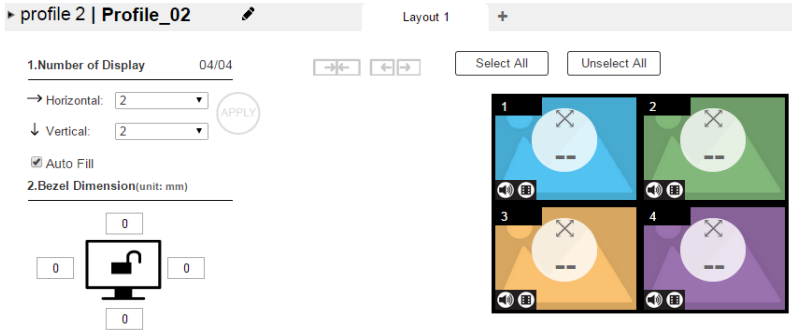 profile 2 | Profile_02
Layout 1
+
1.Number of Display 04/04
Horizontal: 2
Vertical: 2
APPLY
Auto Fill
2.Bezel Dimension(unit: mm)
0
0 0
0
Select All Unselect All
1 2
-- --
3 4
-- --